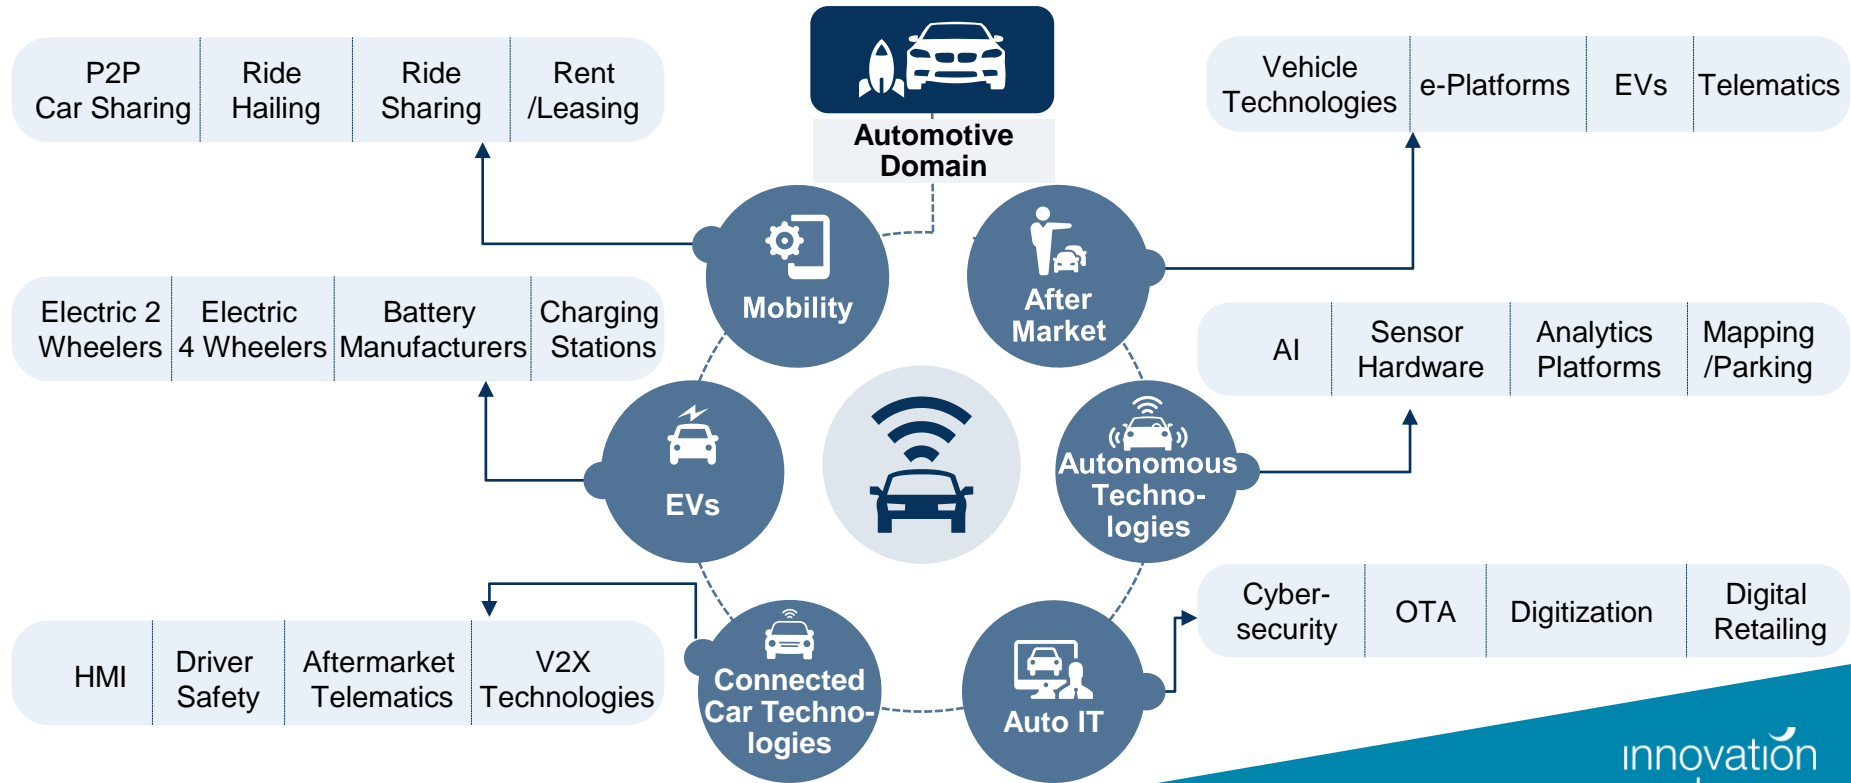 Automotive
Domain
P2P
Car Sharing
Ride
Hailing
Ride
Sharing
Rent
/Leasing
Vehicle
Technologies
e-Platforms
EVs
Telematics
Mobility
After
Market
Electric 2
Wheelers
Electric
4 Wheelers
Battery
Manufacturers
Charging
Stations
AI
Sensor
Hardware
Analytics
Platforms
Mapping
/Parking
EVs
Autonomous
Techno-
logies
HMI
Driver
Safety
Aftermarket
Telematics
V2X
Technologies
Cyber-
security
OTA
Digitization
Digital
Retailing
Connected
Car Techno-
logies
Auto IT
innovation